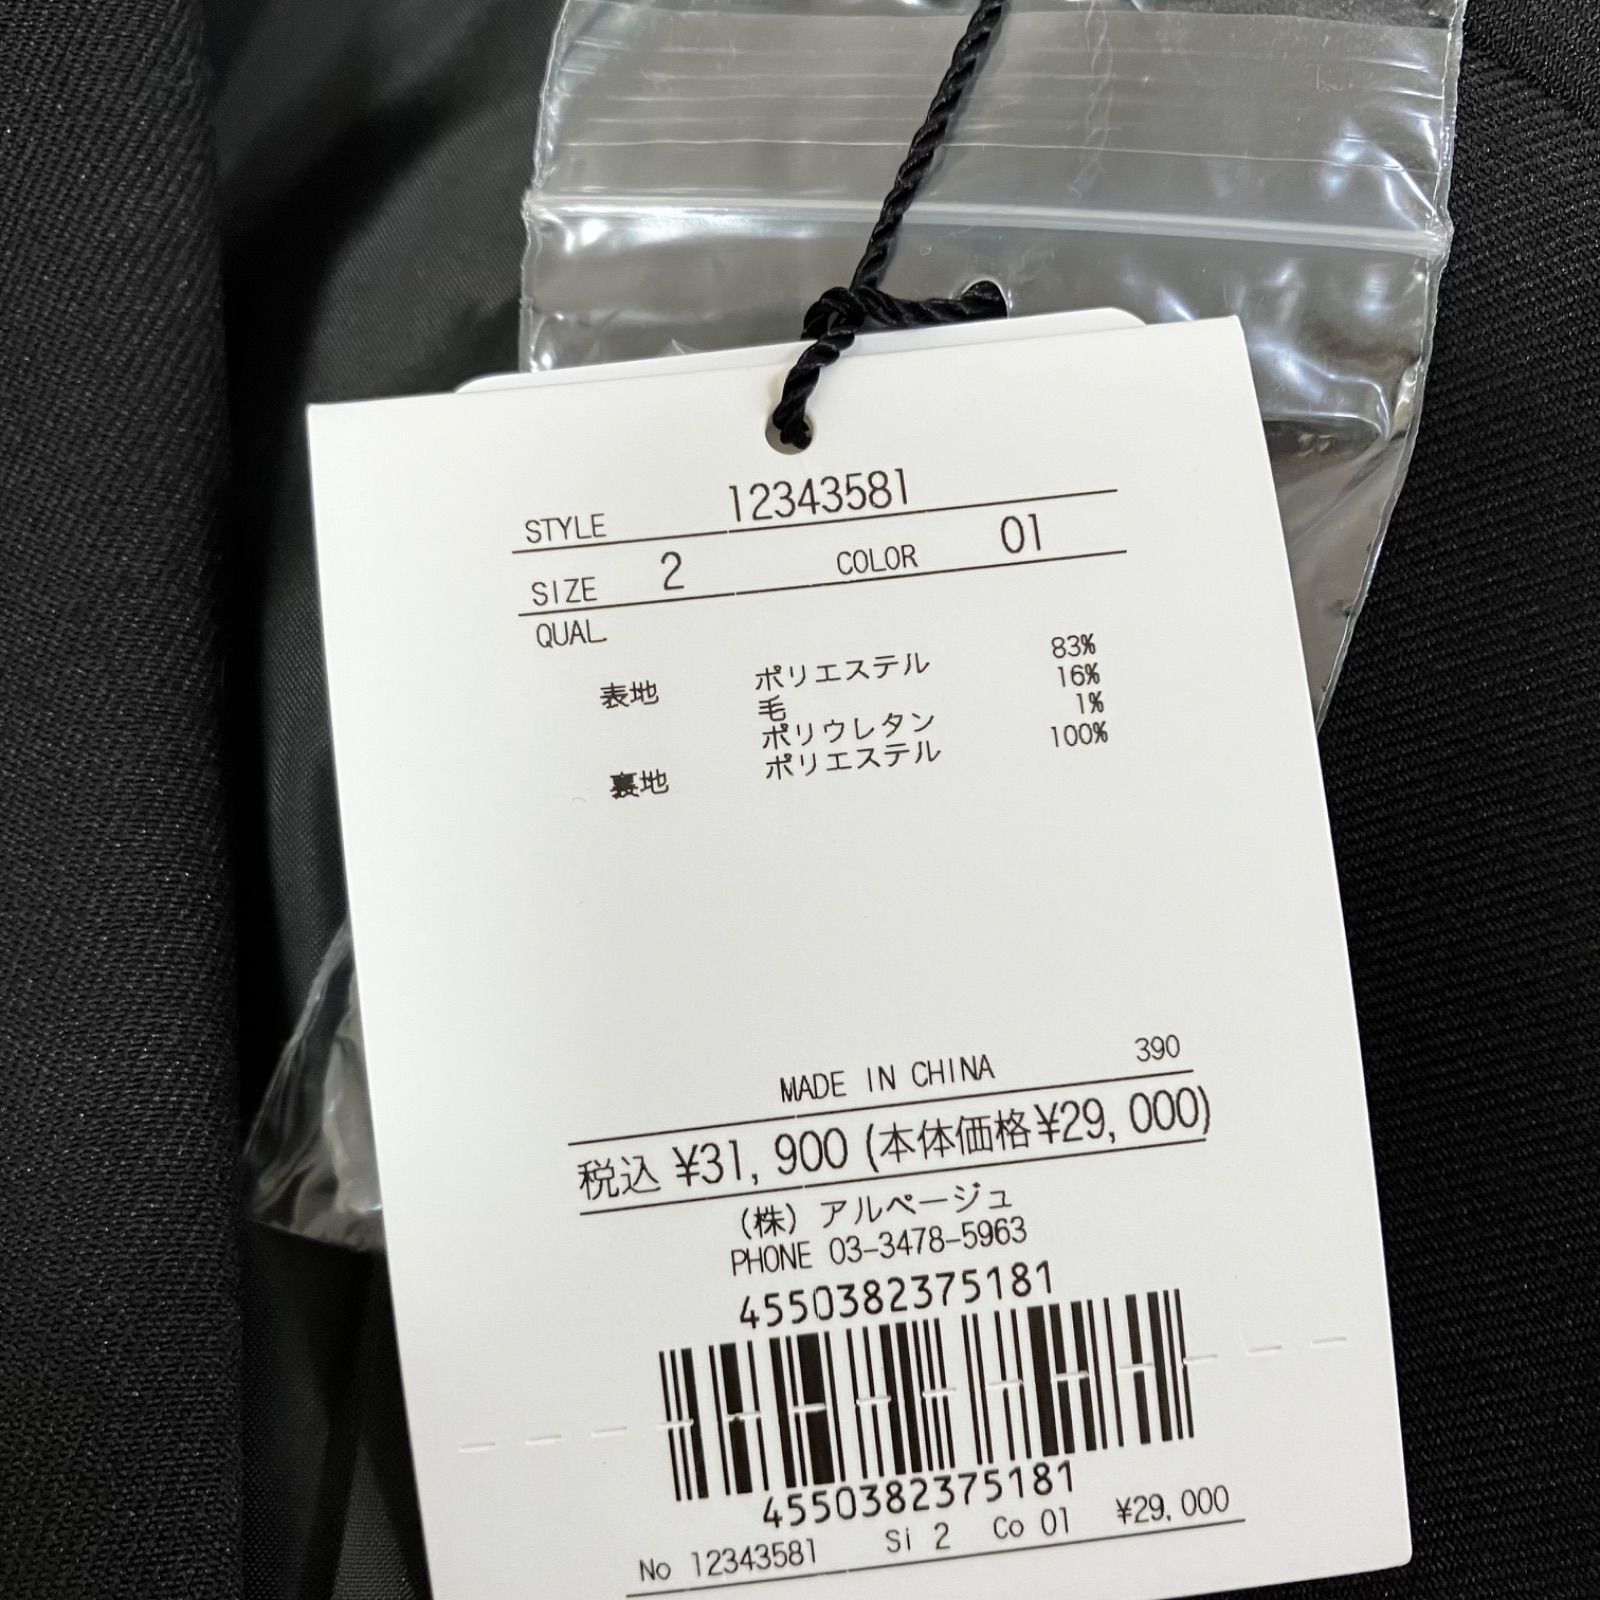 STYLE 12343581
SIZE 2 COLOR 01
QUAL
表地 ポリエステル 83%
毛 16%
ポリウレタン 1%
裏地 ポリエステル 100%
MADE IN CHINA 390
税込 ¥31,900 (本体価格¥29,000)
(株) アルページュ
PHONE 03-3478-5963
4550382375181
4550382375181
No 12343581 Si 2 Co 01 ¥29,000